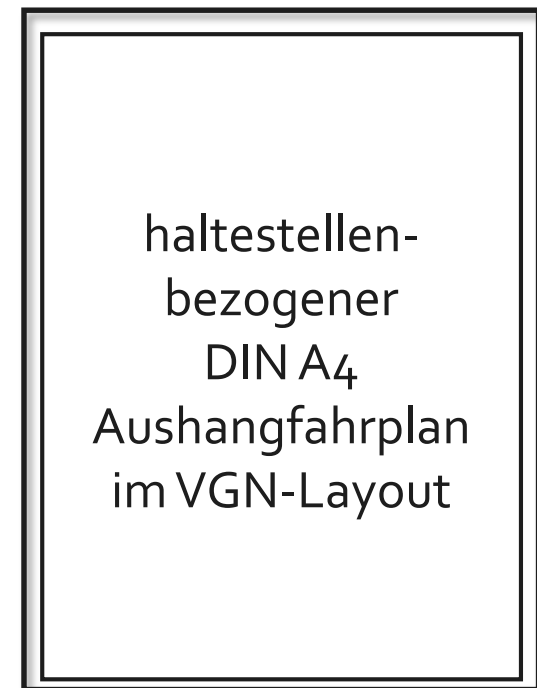 haltestellen-
bezogener
DIN A4
Aushangfahrplan
im VGN-Layout